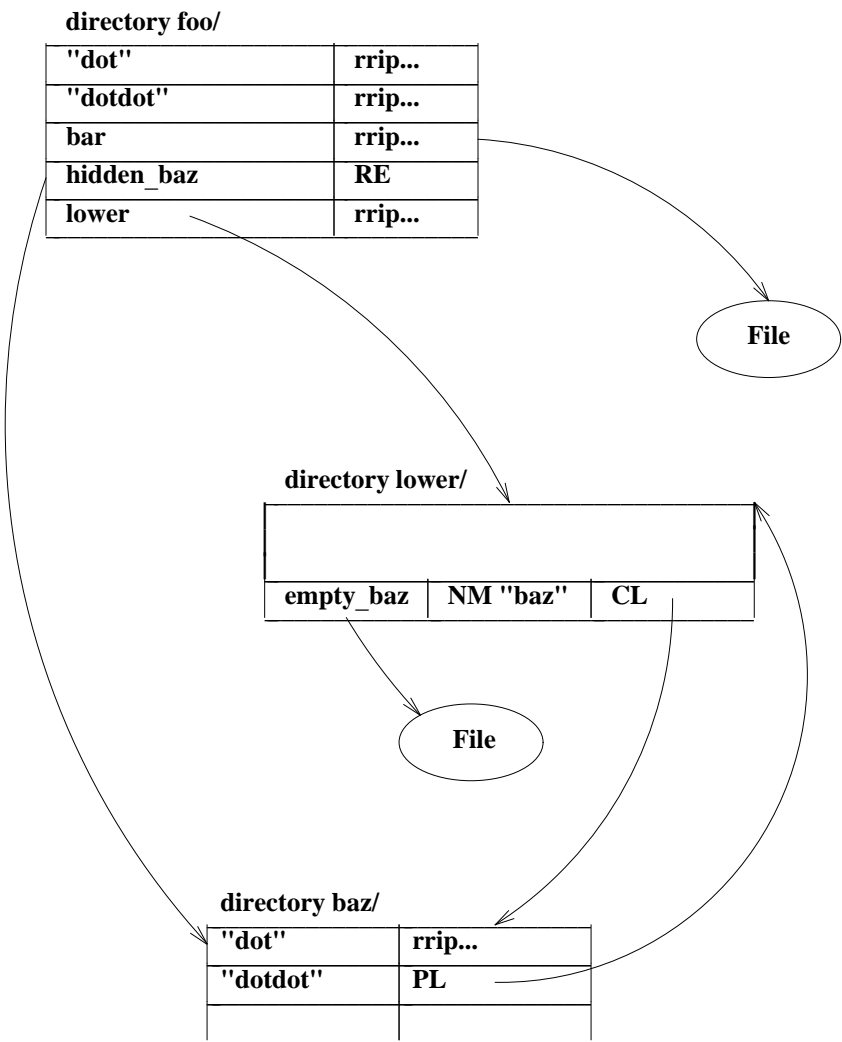 directory foo/
"dot" rrip...
"dotdot" rrip...
bar rrip...
hidden_baz RE
lower rrip...
File
directory lower/
empty_baz NM "baz" CL
File
directory baz/
"dot" rrip...
"dotdot" PL